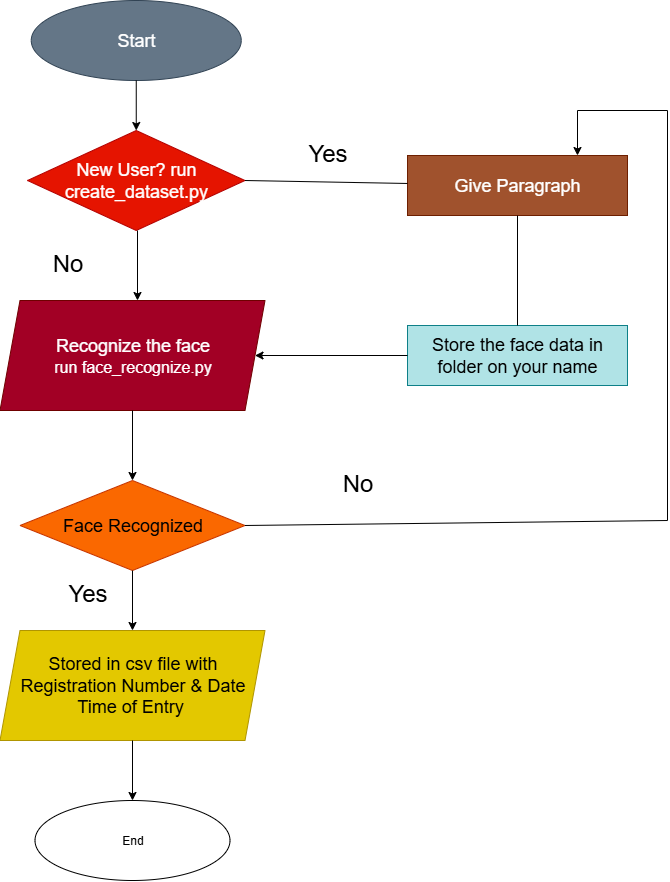 Start
New User? run
create_dataset.py
Yes
Give Paragraph
No
Recognize the face
run face_recognize.py
Store the face data in
folder on your name
No
Face Recognized
Yes
Stored in csv file with
Registration Number & Date
Time of Entry
End